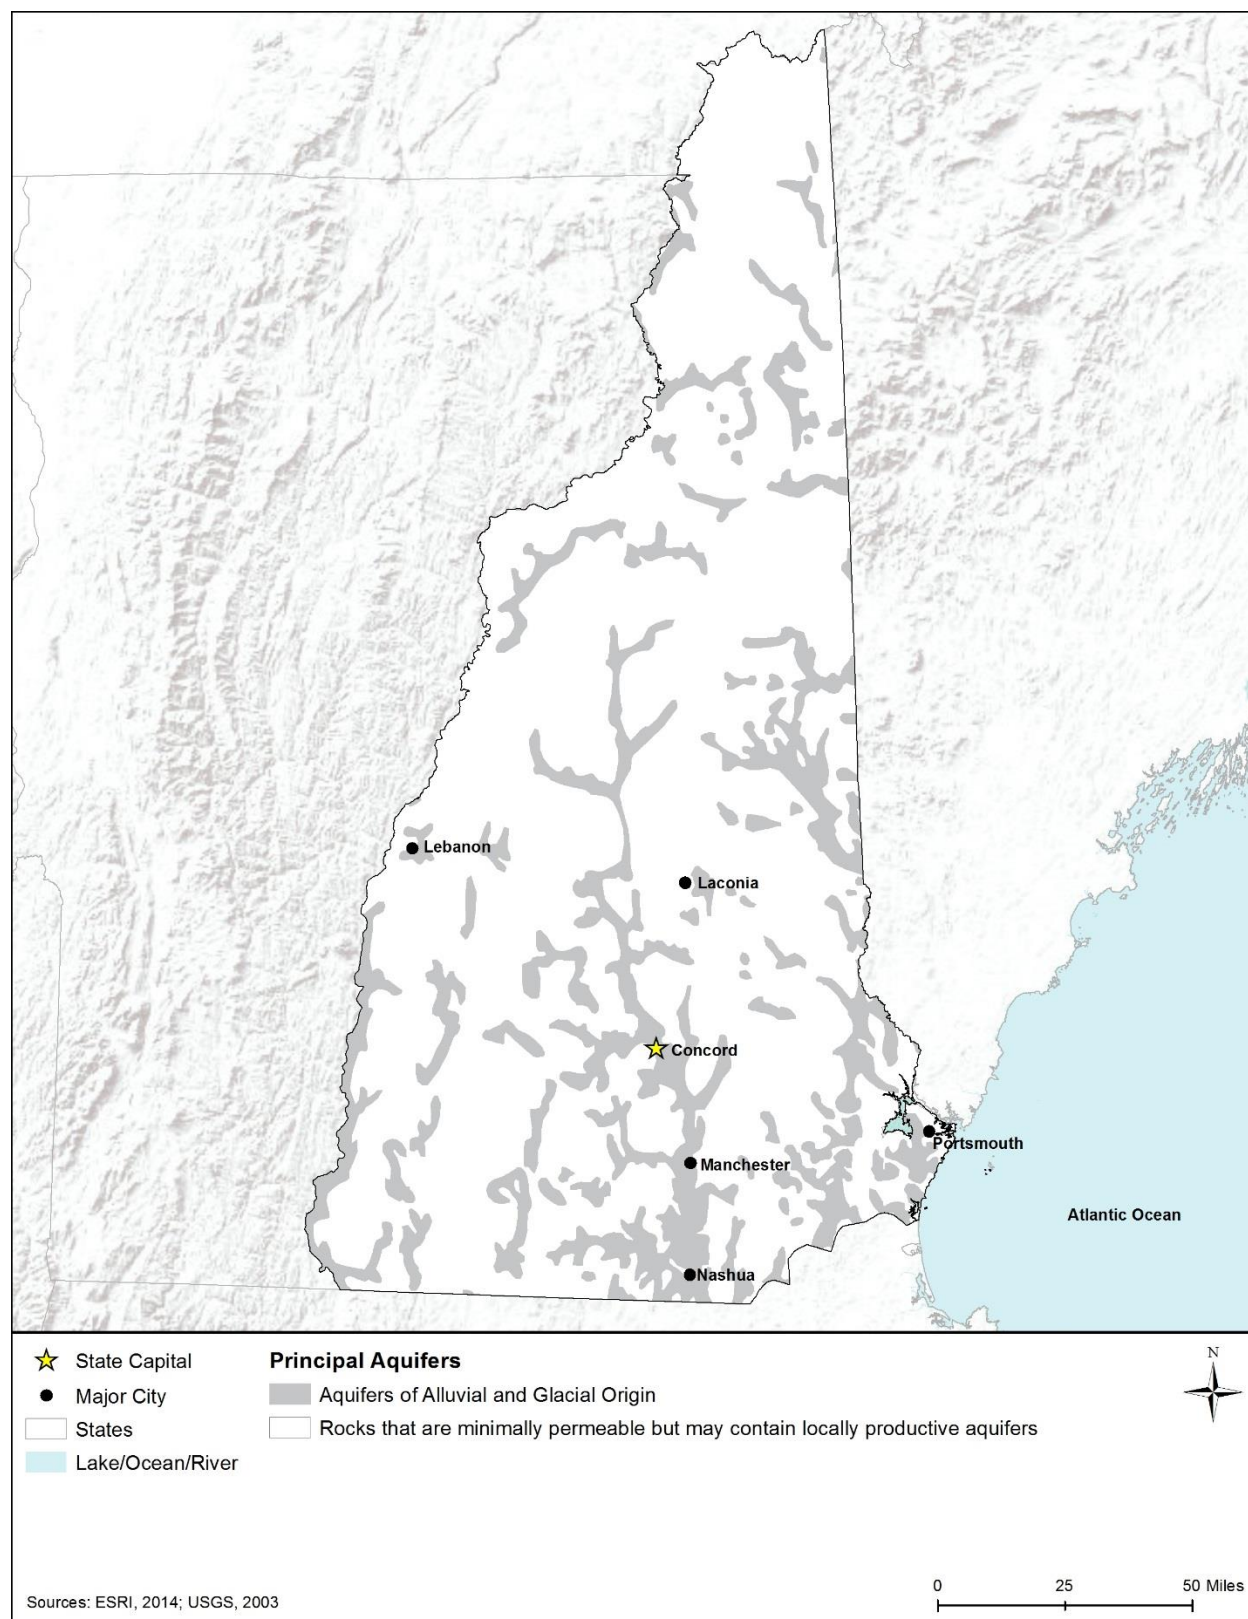 Lebanon
Laconia
Concord
Portsmouth
Manchester
Atlantic Ocean
Nashua
State Capital
Major City
States
Lake/Ocean/River
Principal Aquifers
Aquifers of Alluvial and Glacial Origin
Rocks that are minimally permeable but may contain locally productive aquifers
N
Sources: ESRI, 2014; USGS, 2003
0 25 50 Miles